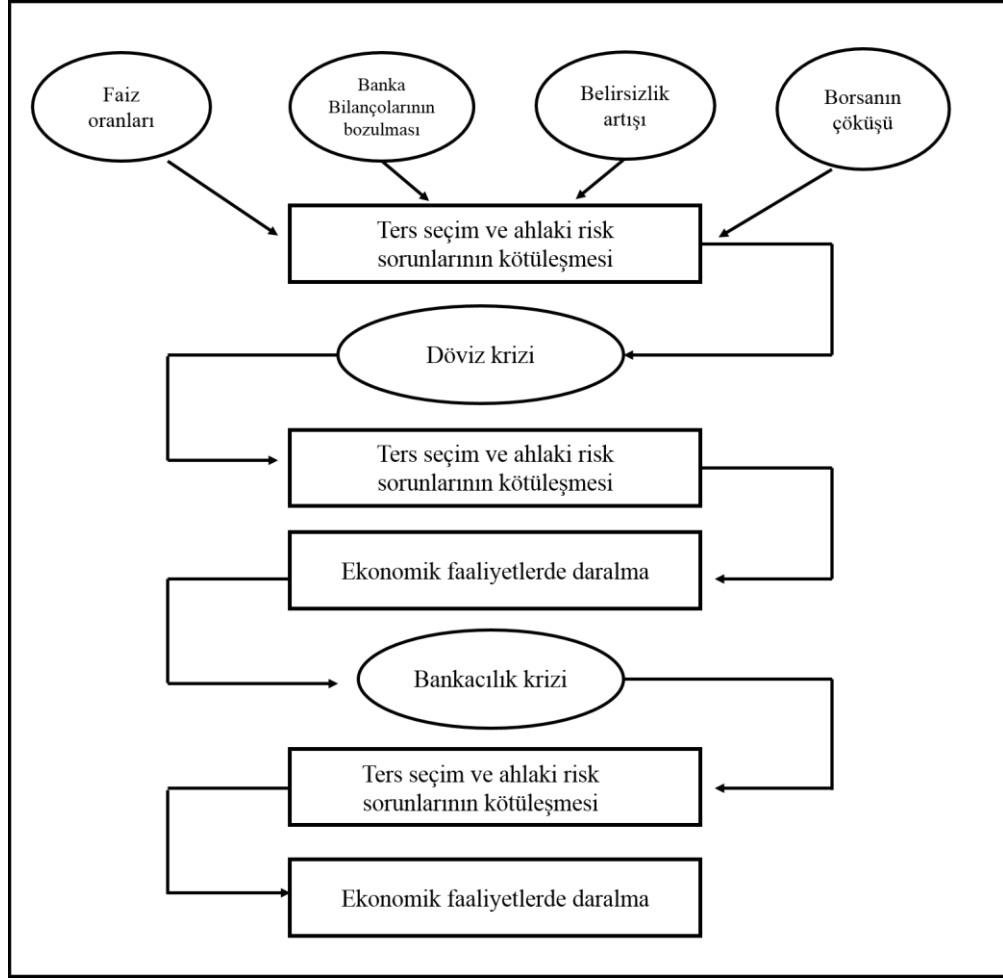 Faiz
oranları
Banka
Bilançolarının
bozulması
Belirsizlik
artışı
Borsanın
çöküşü
Ters seçim ve ahlaki risk
sorunlarının kötüleşmesi
Döviz krizi
Ters seçim ve ahlaki risk
sorunlarının kötüleşmesi
Ekonomik faaliyetlerde daralma
Bankacılık krizi
Ters seçim ve ahlaki risk
sorunlarının kötüleşmesi
Ekonomik faaliyetlerde daralma